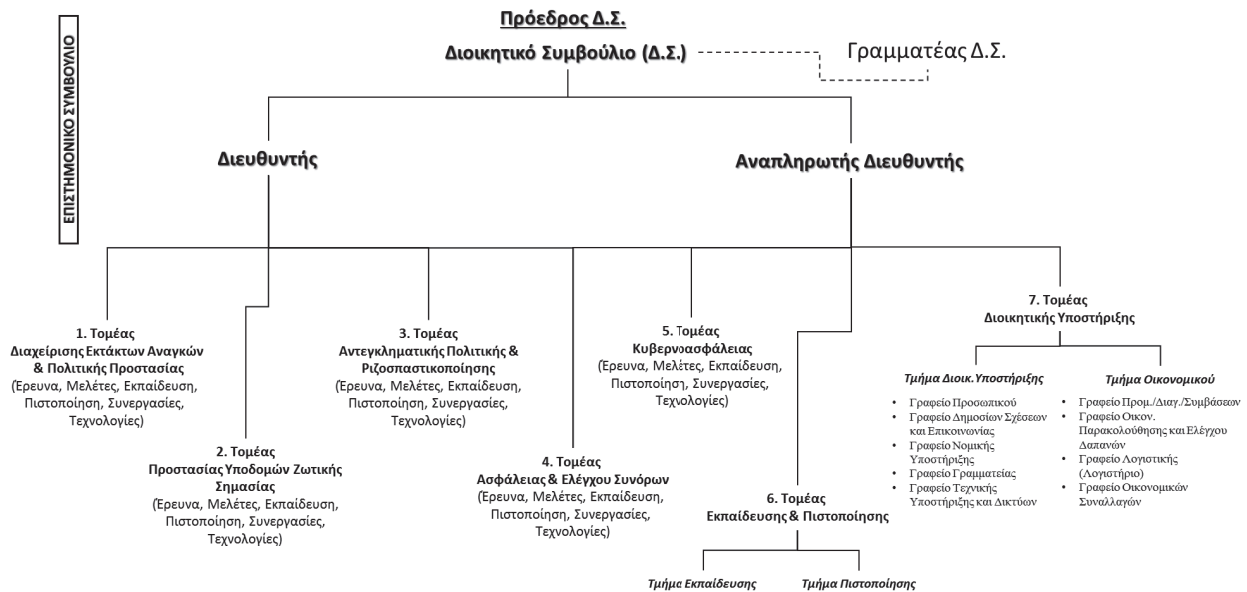 Πρόεδρος Δ.Σ.
Διοικητικό Συμβούλιο (Δ.Σ.)
Γραμματέας Δ.Σ.
ΕΠΙΣΤΗΜΟΝΙΚΟ ΣΥΜΒΟΥΛΙΟ
Διευθυντής
Αναπληρωτής Διευθυντής
1. Τομέας
Διαχείρισης Εκτάκτων Αναγκών
& Πολιτικής Προστασίας
(Έρευνα, Μελέτες, Εκπαίδευση,
Πιστοποίηση, Συνεργασίες,
Τεχνολογίες)
2. Τομέας
Προστασίας Υποδομών Ζωτικής
Σημασίας
(Έρευνα, Μελέτες, Εκπαίδευση,
Πιστοποίηση, Συνεργασίες,
Τεχνολογίες)
3. Τομέας
Αντεγκληματικής Πολιτικής &
Ριζοσπαστικοποίησης
(Έρευνα, Μελέτες, Εκπαίδευση,
Πιστοποίηση, Συνεργασίες,
Τεχνολογίες)
4. Τομέας
Ασφάλειας & Ελέγχου Συνόρων
(Έρευνα, Μελέτες, Εκπαίδευση,
Πιστοποίηση, Συνεργασίες,
Τεχνολογίες)
5. Τομέας
Κυβερνοασφάλειας
(Έρευνα, Μελέτες, Εκπαίδευση,
Πιστοποίηση, Συνεργασίες,
Τεχνολογίες)
6. Τομέας
Εκπαίδευσης & Πιστοποίησης
Τμήμα Εκπαίδευσης
Τμήμα Πιστοποίησης
7. Τομέας
Διοικητικής Υποστήριξης
Τμήμα Διοικ. Υποστήριξης
• Γραφείο Προσωπικού
• Γραφείο Δημοσίων Σχέσεων
και Επικοινωνίας
• Γραφείο Νομικής
Υποστήριξης
• Γραφείο Γραμματείας
• Γραφείο Τεχνικής
Υποστήριξης και Δικτύων
Τμήμα Οικονομικού
• Γραφείο Προμ./Διαγ./Συμβάσεων
• Γραφείο Οικον.
Παρακολούθησης και Ελέγχου
Δαπανών
• Γραφείο Λογιστικής
(Λογιστήριο)
• Γραφείο Οικονομικών
Συναλλαγών